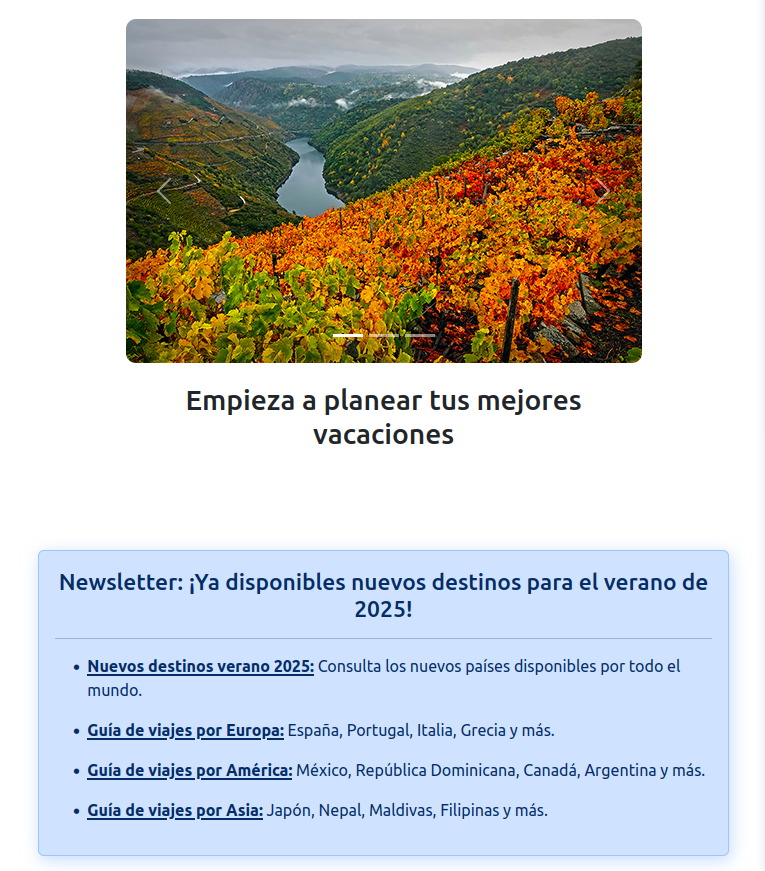 Empieza a planear tus mejores
vacaciones
Newsletter: ¡Ya disponibles nuevos destinos para el verano de
2025!
• Nuevos destinos verano 2025: Consulta los nuevos países disponibles por todo el
mundo.
• Guía de viajes por Europa: España, Portugal, Italia, Grecia y más.
• Guía de viajes por América: México, República Dominicana, Canadá, Argentina y más.
• Guía de viajes por Asia: Japón, Nepal, Maldivas, Filipinas y más.